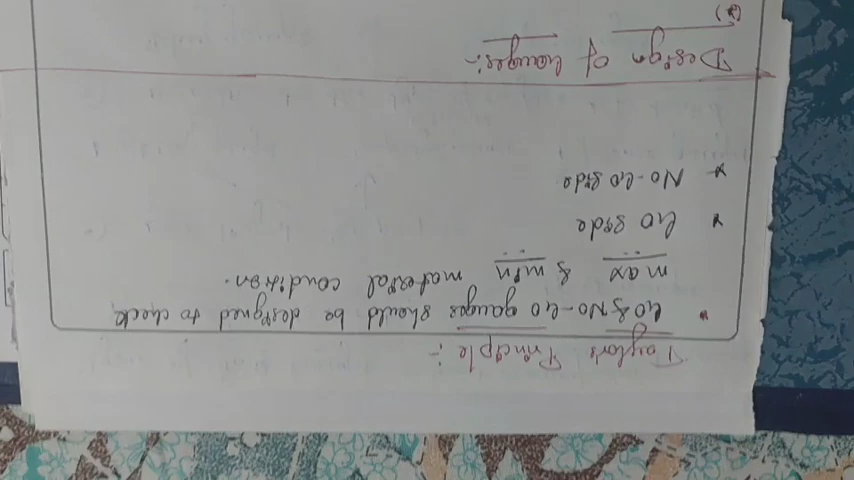 Taylor's Principle :-
* Go & No-Go gauges should be designed to check
max & min material condition.
* Go side
* No-Go side
Design of Gauges :-
(*)